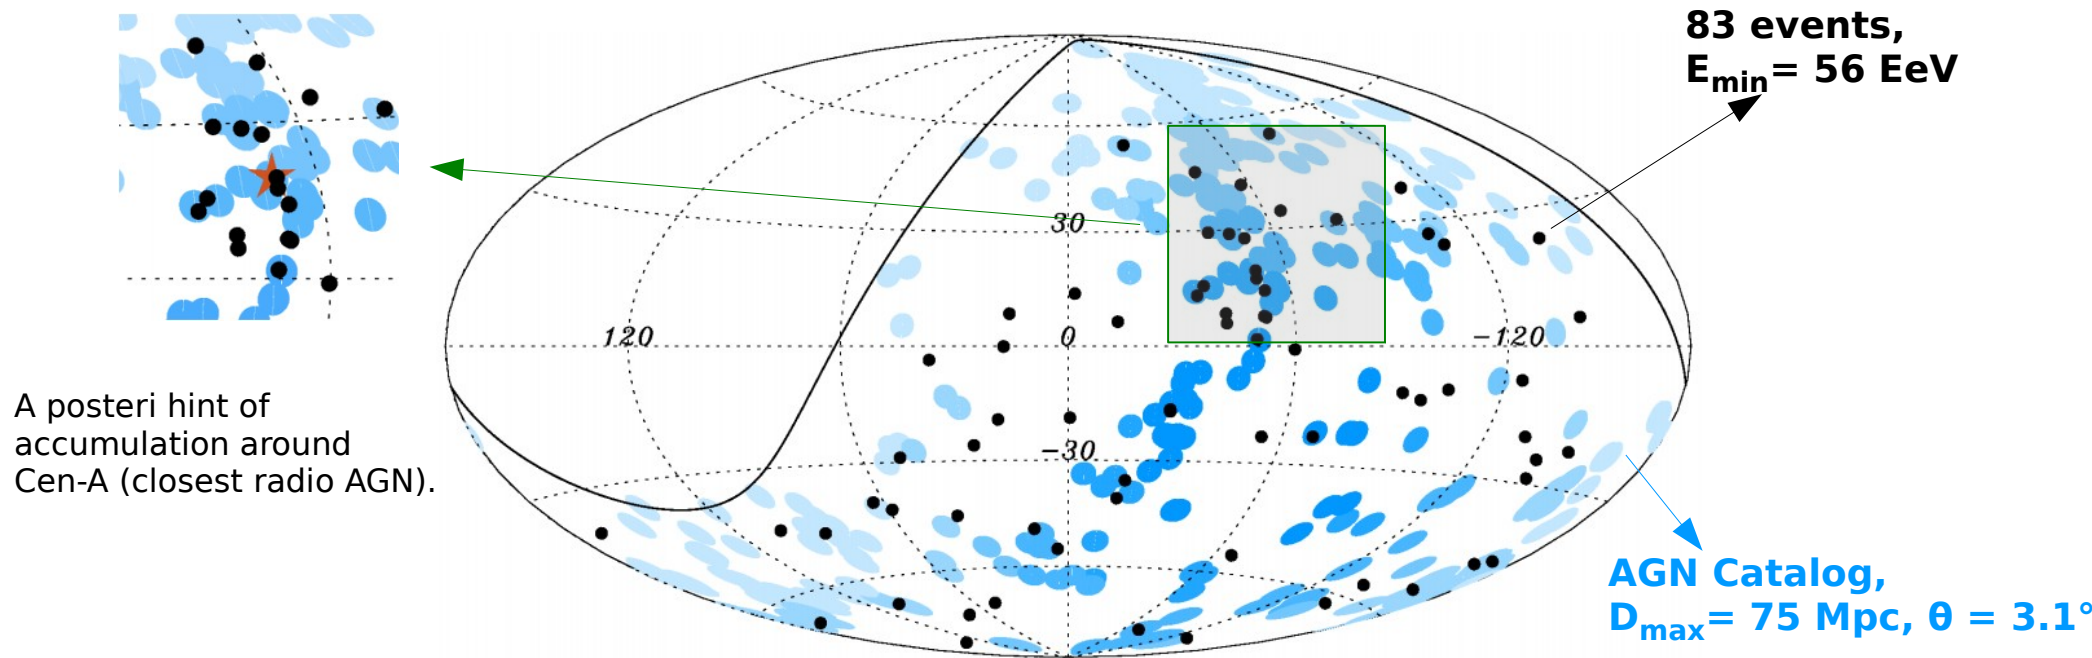 83 events,
Emin= 56 EeV
30
120
0
−120
−30
A posteri hint of
accumulation around
Cen-A (closest radio AGN).
AGN Catalog,
Dmax= 75 Mpc, θ = 3.1°